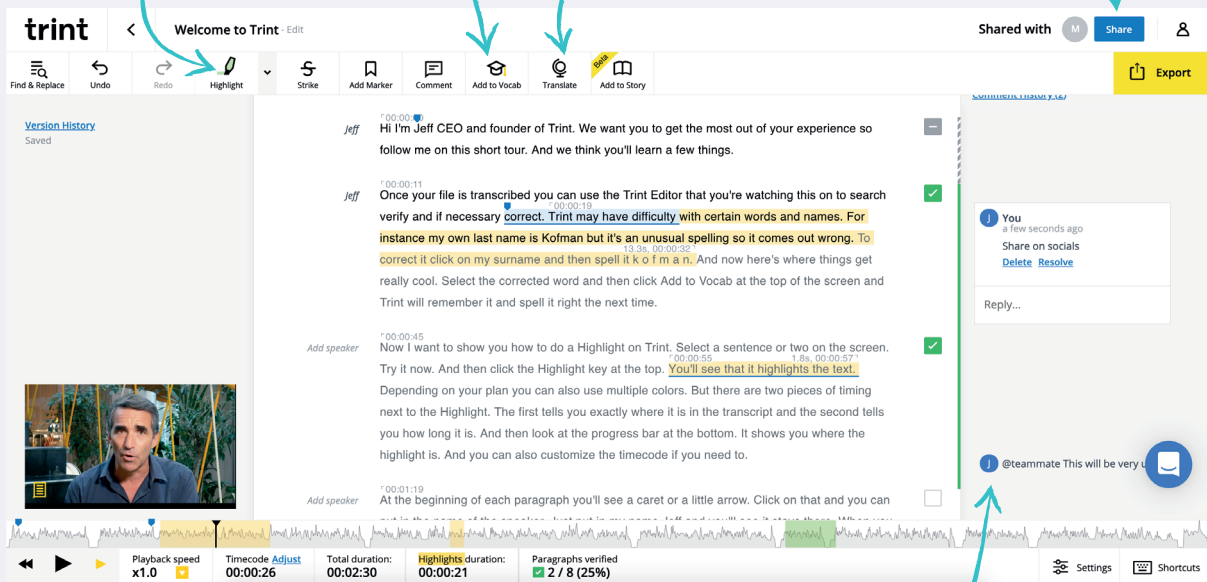 trint
Welcome to Trint - Edit
Shared with
M
Share
Find & Replace
Undo
Redo
Highlight
Strike
Add Marker
Comment
Add to Vocab
Translate
Beta
Add to Story
Export
Comment History (2)
Version History
Saved
Jeff
Hi I'm Jeff CEO and founder of Trint. We want you to get the most out of your experience so
follow me on this short tour. And we think you'll learn a few things.
00:00:11
Jeff
Once your file is transcribed you can use the Trint Editor that you're watching this on to search
00:00:19
verify and if necessary correct. Trint may have difficulty with certain words and names. For
instance my own last name is Kofman but it's an unusual spelling so it comes out wrong. To
13.3s, 00:00:32
correct it click on my surname and then spell it k o f m a n. And now here's where things get
really cool. Select the corrected word and then click Add to Vocab at the top of the screen and
Trint will remember it and spell it right the next time.
J
You
a few seconds ago
Share on socials
Delete Resolve
Reply...
00:00:45
Add speaker
Now I want to show you how to do a Highlight on Trint. Select a sentence or two on the screen.
00:00:55 1.8s, 00:00:57
Try it now. And then click the Highlight key at the top. You'll see that it highlights the text.
Depending on your plan you can also use multiple colors. But there are two pieces of timing
next to the Highlight. The first tells you exactly where it is in the transcript and the second tells
you how long it is. And then look at the progress bar at the bottom. It shows you where the
highlight is. And you can also customize the timecode if you need to.
J
@teammate This will be very
00:01:19
Add speaker
At the beginning of each paragraph you'll see a caret or a little arrow. Click on that and you can
Playback speed
x1.0
Timecode Adjust
00:00:26
Total duration:
00:02:30
Highlights duration:
00:00:21
Paragraphs verified
2 / 8 (25%)
Settings
Shortcuts